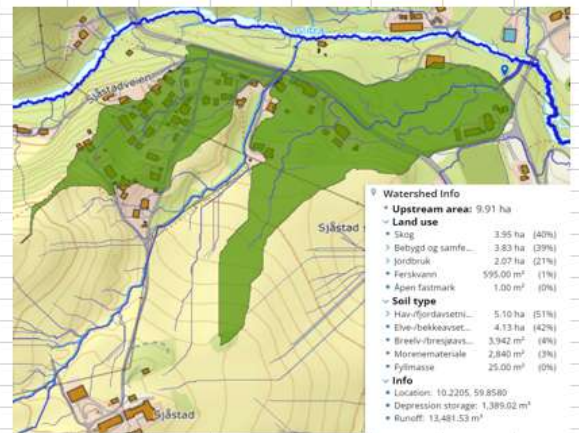 Sjåstadveien
Sjåstad s
Watershed Info
Upstream area: 9.91 ha
Land use
Skog 3.95 ha (40%)
Bebygd og samfe... 3.83 ha (39%)
Jordbruk 2.07 ha (21%)
Ferskvann 595.00 m² (1%)
Åpen fastmark 1.00 m² (0%)
Soil type
Hav-/fjordavsetni... 5.10 ha (51%)
Elve-/bekkeavset... 4.13 ha (42%)
Breelv-/bresjøavs... 3,942 m² (4%)
Morenemateriale 2,840 m² (3%)
Fyllmasse 25.00 m² (0%)
Info
Location: 10.2205, 59.8580
Depression storage: 1,389.02 m³
Runoff: 13,481.53 m³
Sjåstad